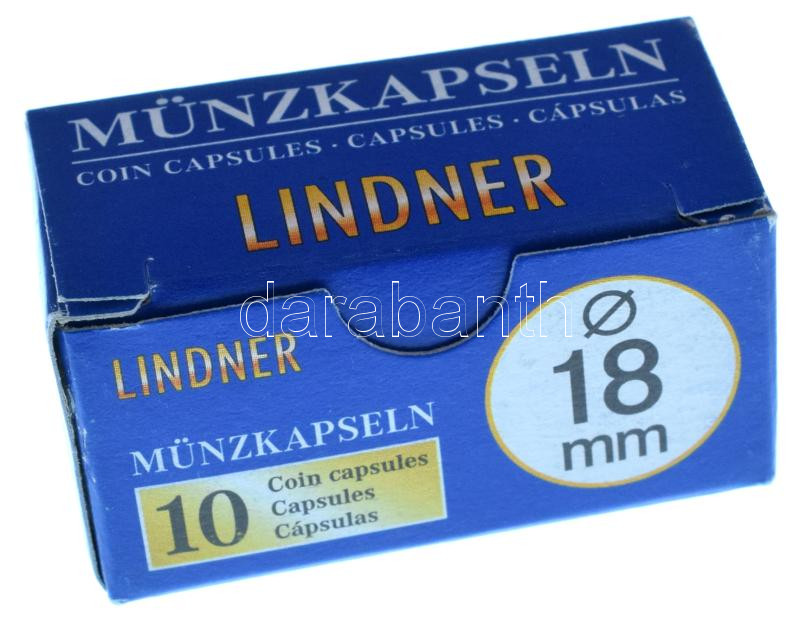 MÜNZKAPSELN
COIN CAPSULES · CAPSULES · CÁPSULAS
LINDNER
darabanth
LINDNER
MÜNZKAPSELN
10
Coin capsules
Capsules
Cápsulas
Ø
18
mm